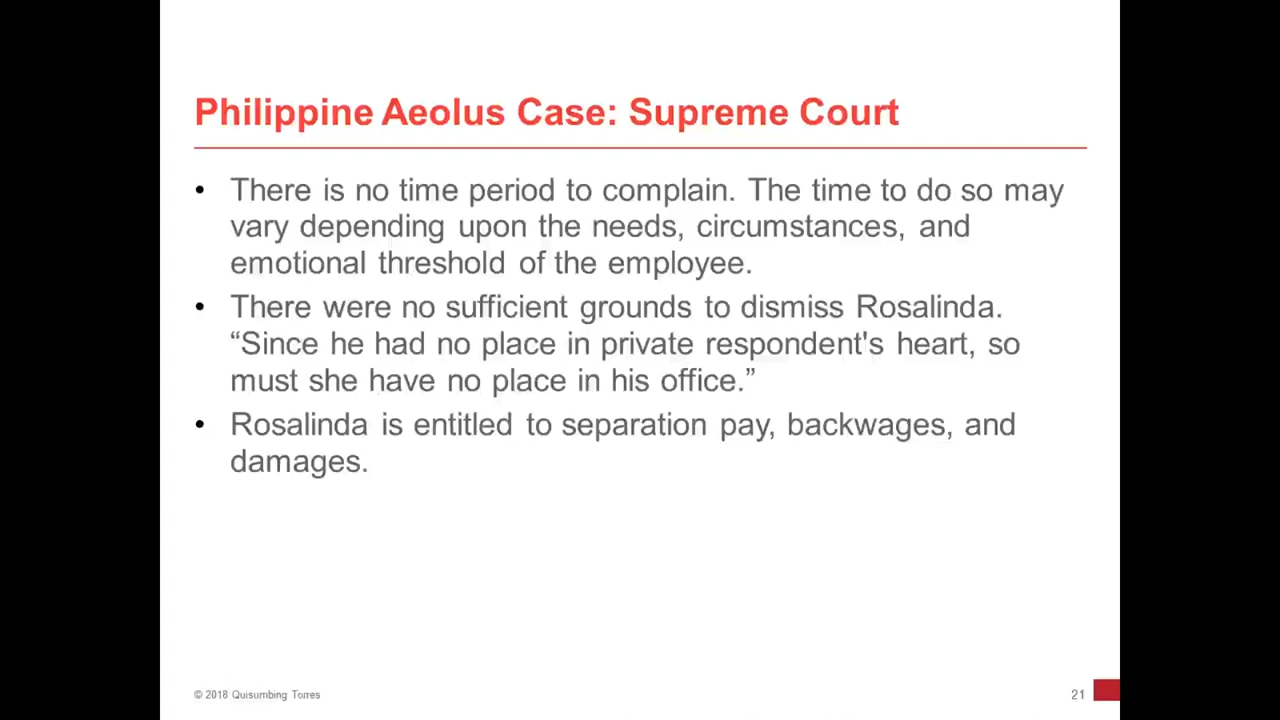 Philippine Aeolus Case: Supreme Court
• There is no time period to complain. The time to do so may
vary depending upon the needs, circumstances, and
emotional threshold of the employee.
• There were no sufficient grounds to dismiss Rosalinda.
“Since he had no place in private respondent's heart, so
must she have no place in his office.”
• Rosalinda is entitled to separation pay, backwages, and
damages.
© 2018 Quisumbing Torres
21